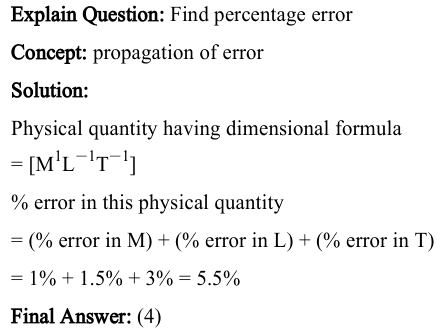 Explain Question: Find percentage error
Concept: propagation of error
Solution:
Physical quantity having dimensional formula
= [M¹L⁻¹T⁻¹]
% error in this physical quantity
= (% error in M) + (% error in L) + (% error in T)
= 1% + 1.5% + 3% = 5.5%
Final Answer: (4)